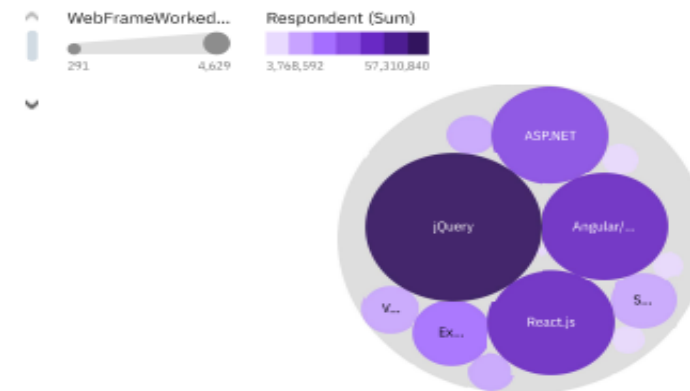 WebFrameWorked...
291 4,629
Respondent (Sum)
3,768,592 57,310,840
ASP.NET
jQuery
Angular/...
V...
Ex...
React.js
S...